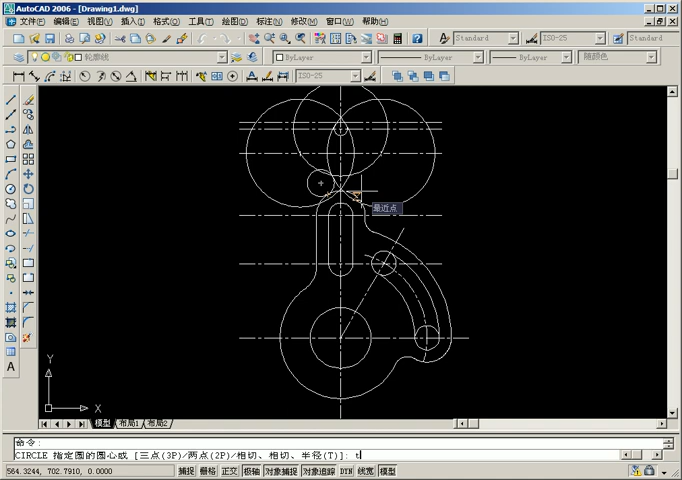 AutoCAD 2006 - [Drawing1.dwg]
文件(F) 编辑(E) 视图(V) 插入(I) 格式(O) 工具(T) 绘图(D) 标注(N) 修改(M) 窗口(W) 帮助(H)
Standard ISO-25 Standard
轮廓线 ByLayer ByLayer ByLayer 随颜色
ISO-25
最近点
Y
X
模型 布局1 布局2
命令:
CIRCLE 指定圆的圆心或 [三点(3P)/两点(2P)/相切、相切、半径(T)]: t
564.3244, 702.7910, 0.0000 捕捉 栅格 正交 极轴 对象捕捉 对象追踪 DYN 线宽 模型